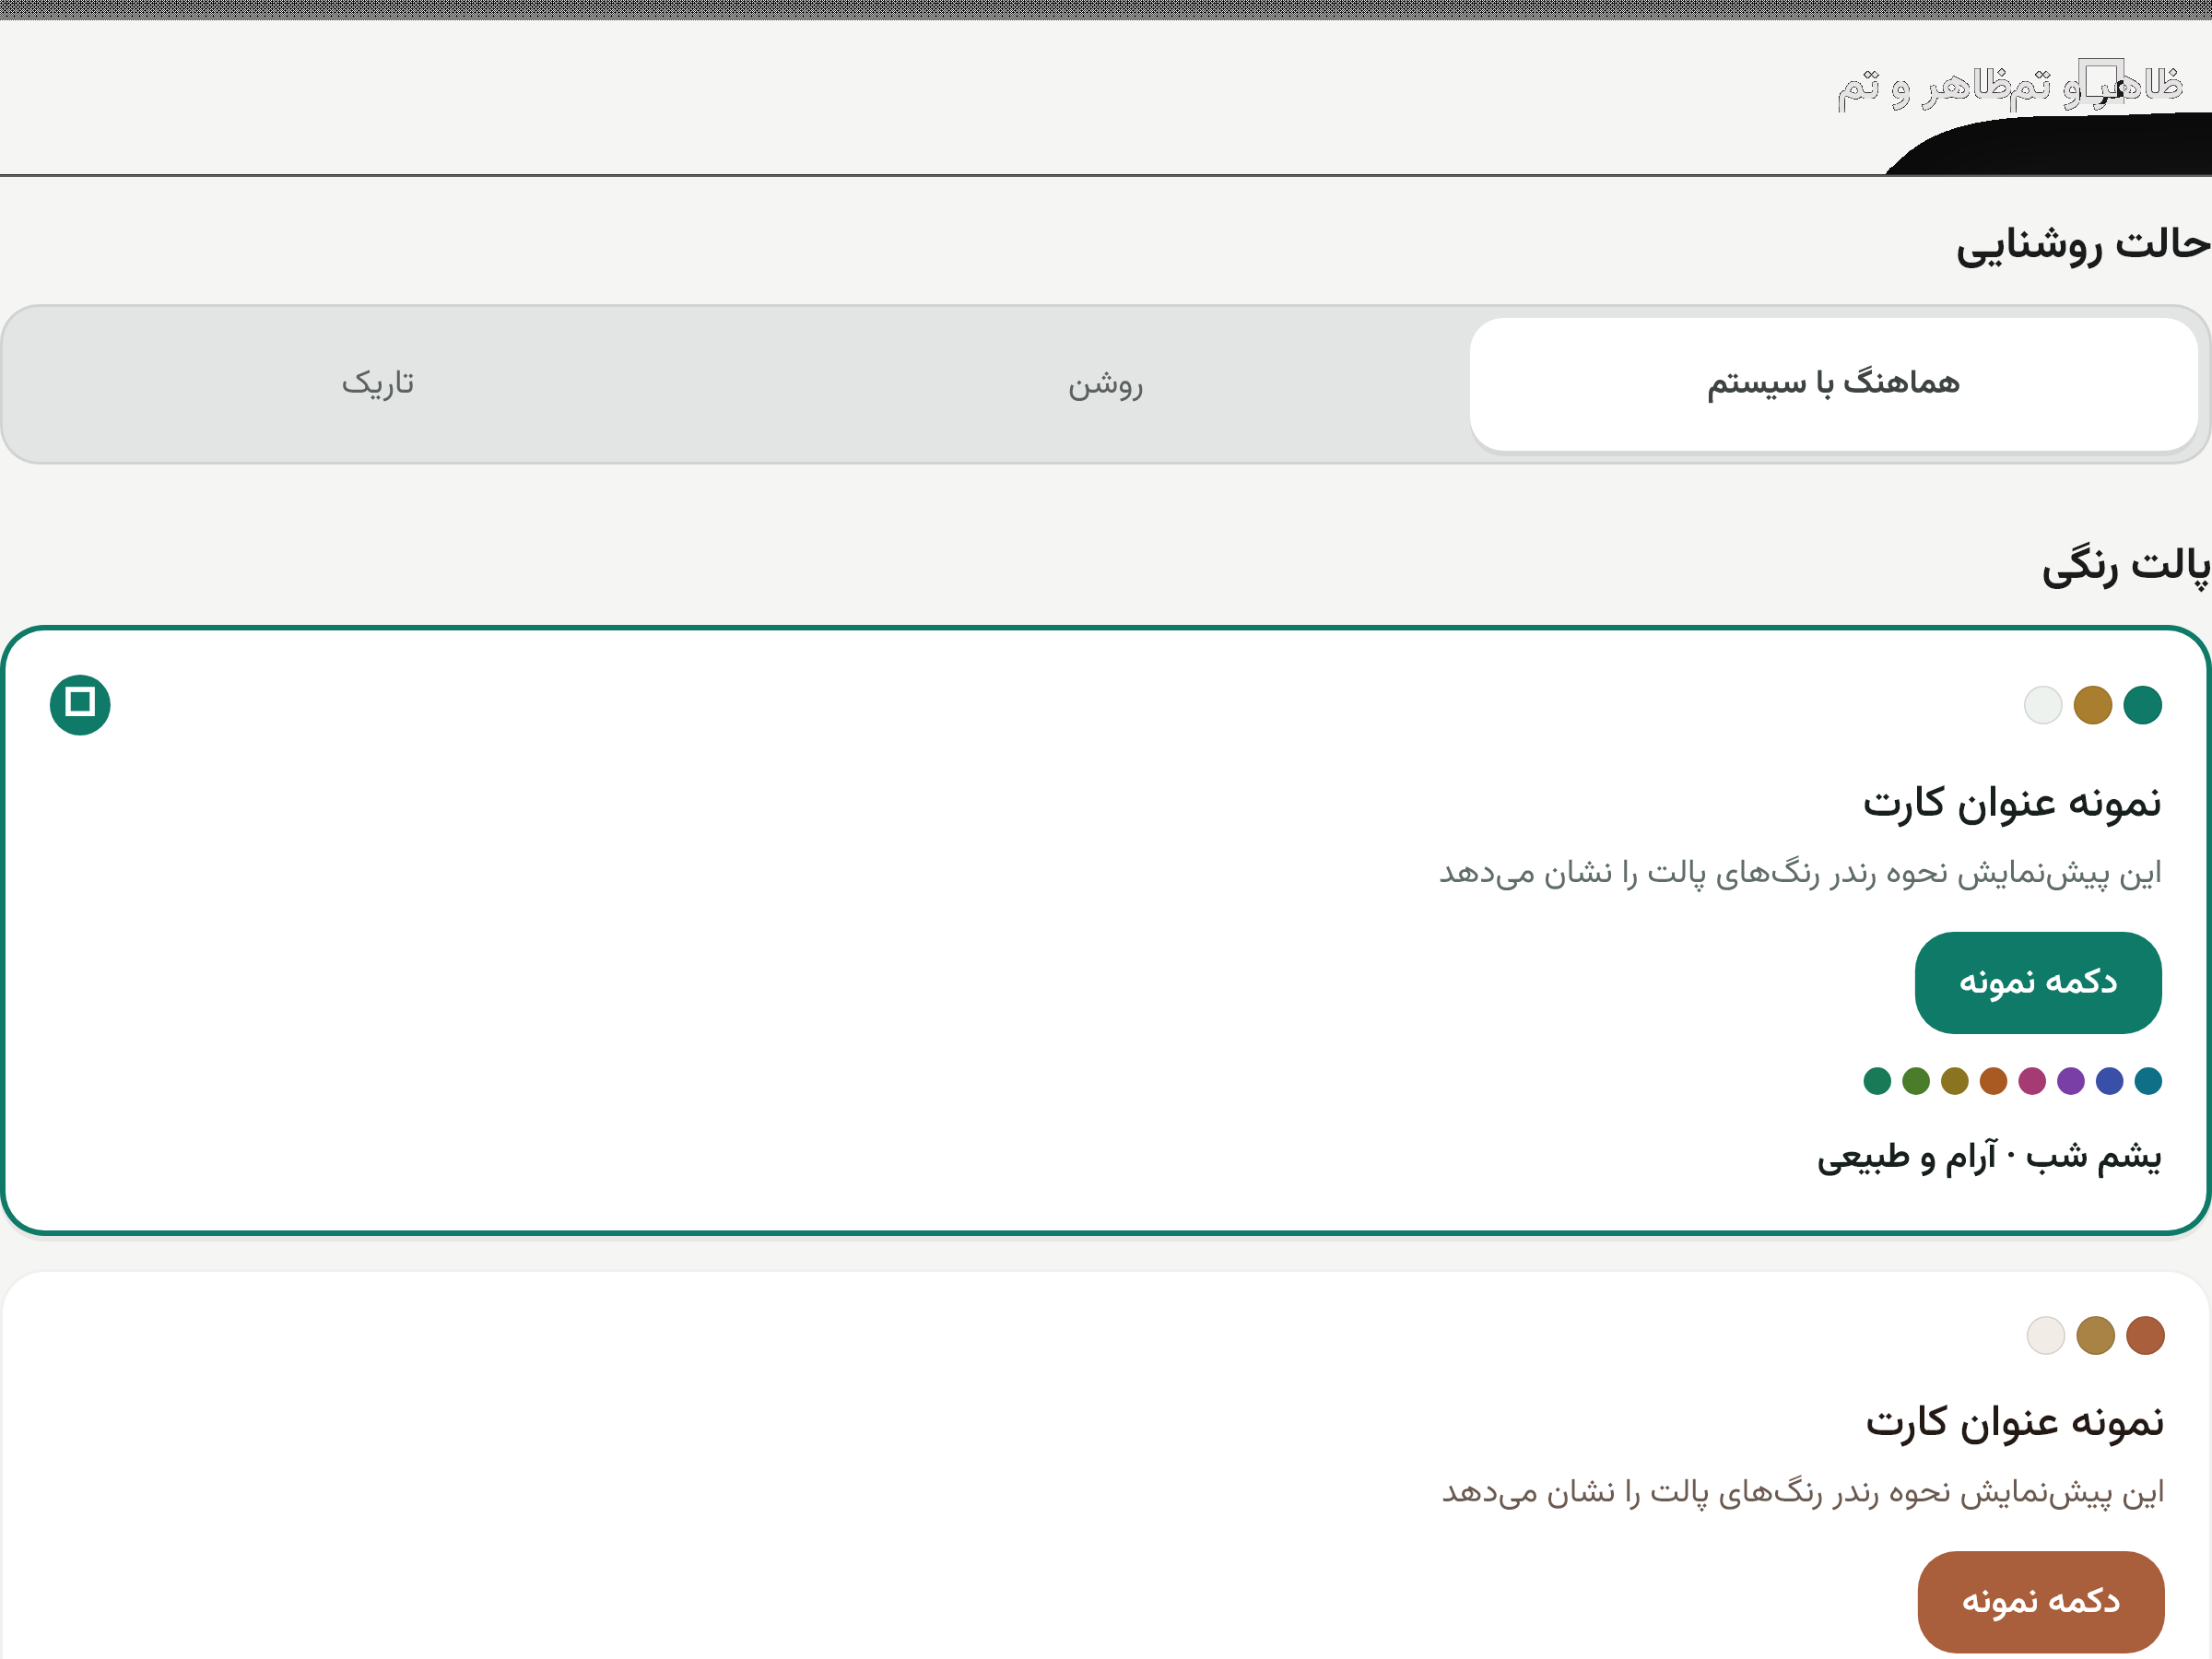 ظاهر و تم ظاهر و تم
حالت روشنایی
هماهنگ با سیستم
روشن
تاریک
پالت رنگی
نمونه عنوان کارت
این پیش‌نمایش نحوه رندر رنگ‌های پالت را نشان می‌دهد
دکمه نمونه
یشم شب · آرام و طبیعی
نمونه عنوان کارت
این پیش‌نمایش نحوه رندر رنگ‌های پالت را نشان می‌دهد
دکمه نمونه